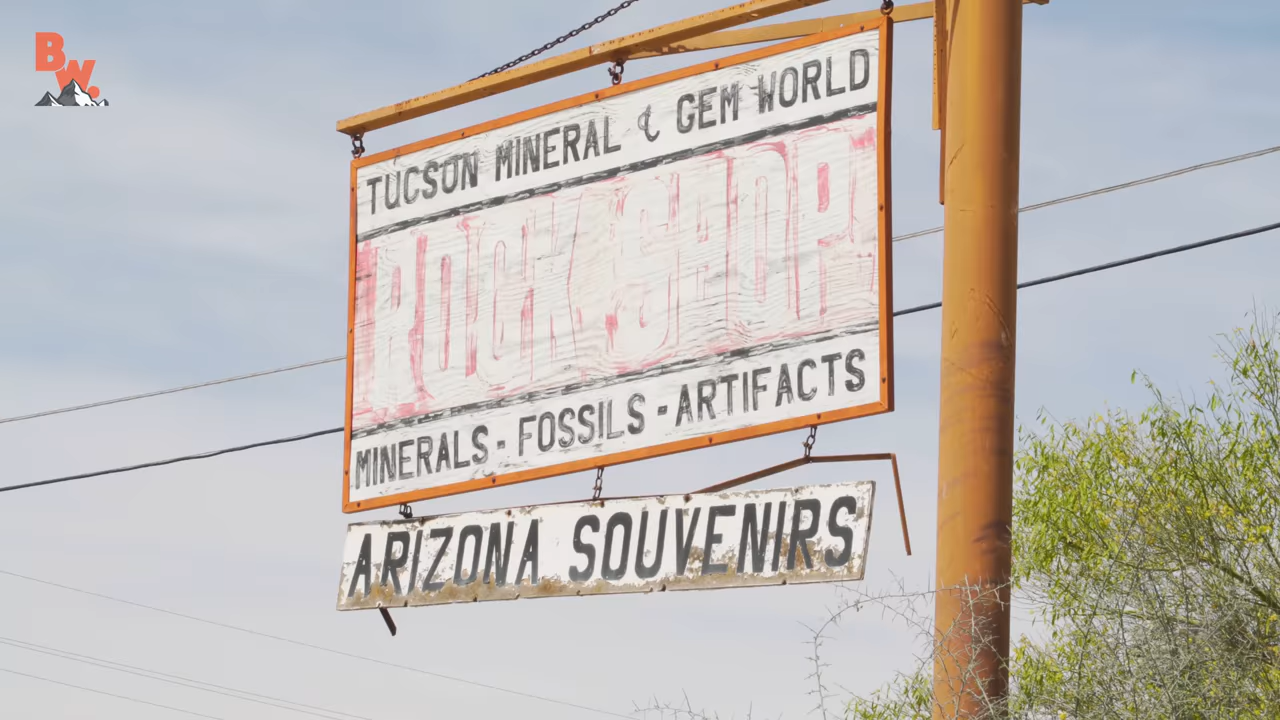 BW.
TUCSON MINERAL & GEM WORLD
ROCK SHOP
MINERALS - FOSSILS - ARTIFACTS
ARIZONA SOUVENIRS